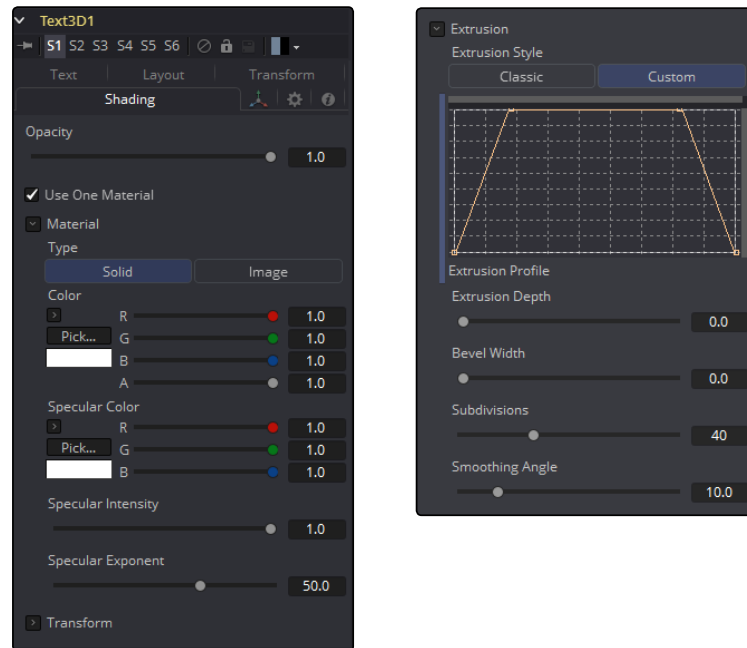 Text3D1
S1 S2 S3 S4 S5 S6
Text Layout Transform
Shading
Opacity
1.0
Use One Material
Material
Type
Solid Image
Color
R 1.0
Pick... G 1.0
B 1.0
A 1.0
Specular Color
R 1.0
Pick... G 1.0
B 1.0
Specular Intensity
1.0
Specular Exponent
50.0
Transform
Extrusion
Extrusion Style
Classic Custom
Extrusion Profile
Extrusion Depth
0.0
Bevel Width
0.0
Subdivisions
40
Smoothing Angle
10.0